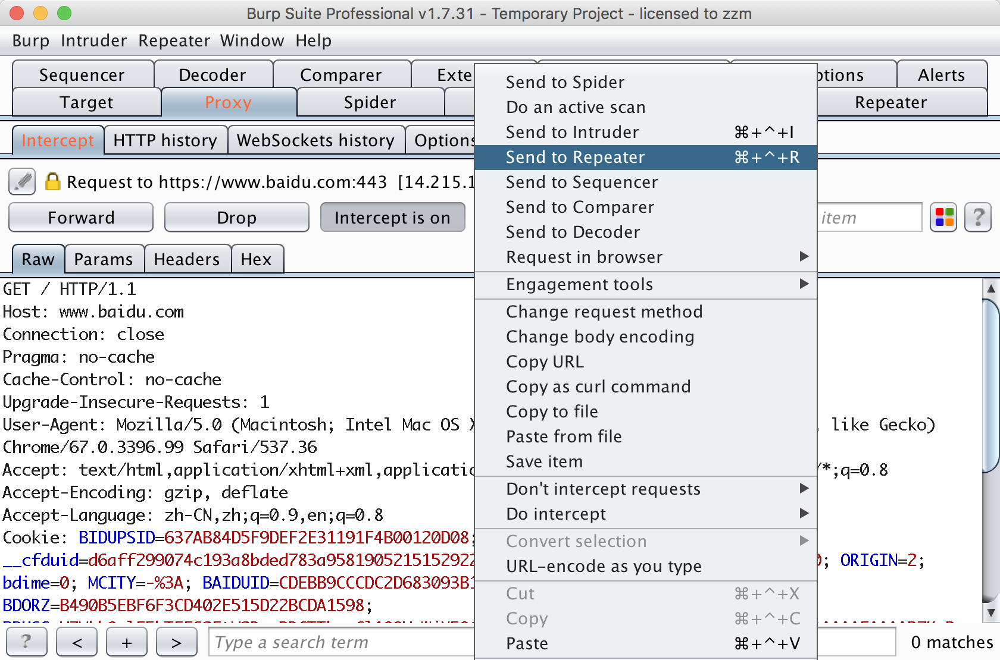 Burp Suite Professional v1.7.31 - Temporary Project - licensed to zzm
Burp Intruder Repeater Window Help
Sequencer Decoder Comparer Exte ptions Alerts
Target Proxy Spider Repeater
Intercept HTTP history WebSockets history Options
Request to https://www.baidu.com:443 [14.215.1
Forward Drop Intercept is on item ?
Raw Params Headers Hex
GET / HTTP/1.1
Host: www.baidu.com
Connection: close
Pragma: no-cache
Cache-Control: no-cache
Upgrade-Insecure-Requests: 1
User-Agent: Mozilla/5.0 (Macintosh; Intel Mac OS X , like Gecko)
Chrome/67.0.3396.99 Safari/537.36
Accept: text/html,application/xhtml+xml,applicatio /*;q=0.8
Accept-Encoding: gzip, deflate
Accept-Language: zh-CN,zh;q=0.9,en;q=0.8
Cookie: BIDUPSID=637AB84D5F9DEF2E31191F4B00120D08;
__cfduid=d6aff299074c193a8bded783a9581905215152922 0; ORIGIN=2;
bdime=0; MCITY=-%3A; BAIDUID=CDEBB9CCCDC2D683093B1
BDORZ=B490B5EBF6F3CD402E515D22BCDA1598;
? < + > Type a search term 0 matches
Send to Spider
Do an active scan
Send to Intruder ⌘+^+I
Send to Repeater ⌘+^+R
Send to Sequencer
Send to Comparer
Send to Decoder
Request in browser
Engagement tools
Change request method
Change body encoding
Copy URL
Copy as curl command
Copy to file
Paste from file
Save item
Don't intercept requests
Do intercept
Convert selection
URL-encode as you type
Cut ⌘+^+X
Copy ⌘+^+C
Paste ⌘+^+V